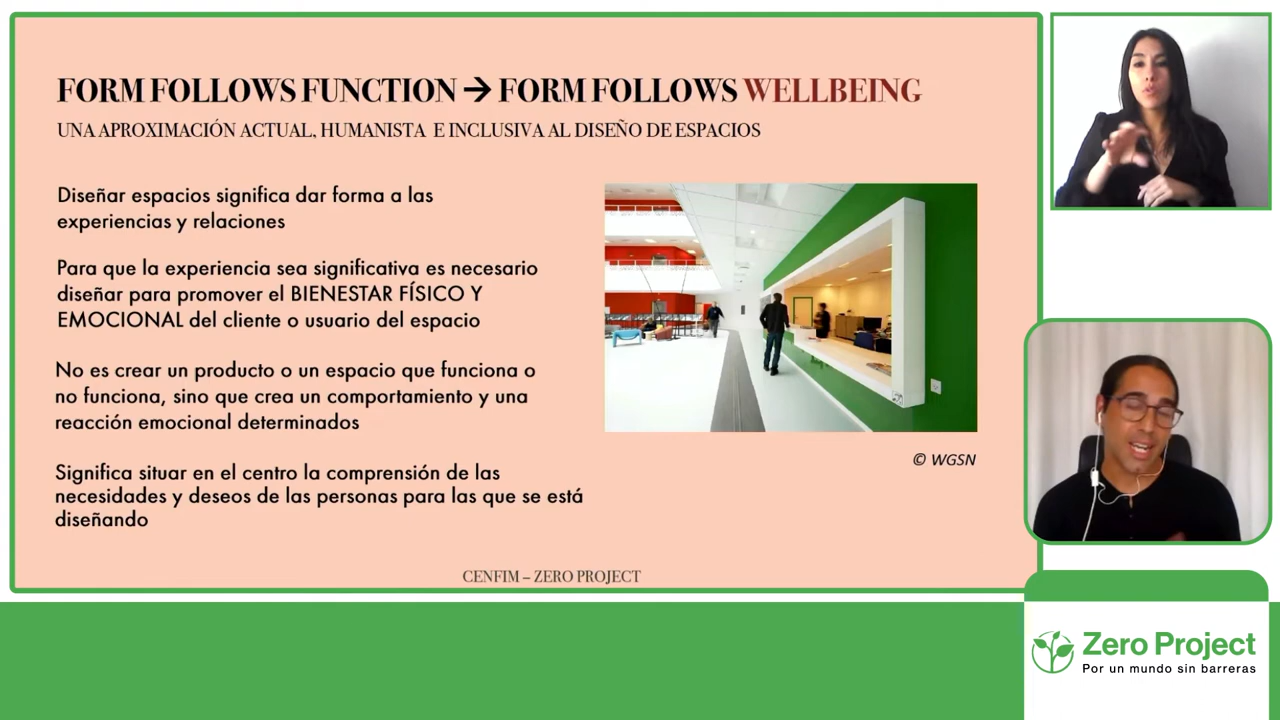 FORM FOLLOWS FUNCTION → FORM FOLLOWS WELLBEING
UNA APROXIMACIÓN ACTUAL, HUMANISTA E INCLUSIVA AL DISEÑO DE ESPACIOS
Diseñar espacios significa dar forma a las
experiencias y relaciones
Para que la experiencia sea significativa es necesario
diseñar para promover el BIENESTAR FÍSICO Y
EMOCIONAL del cliente o usuario del espacio
No es crear un producto o un espacio que funciona o
no funciona, sino que crea un comportamiento y una
reacción emocional determinados
Significa situar en el centro la comprensión de las
necesidades y deseos de las personas para las que se está
diseñando
© WGSN
CENFIM – ZERO PROJECT
Zero Project
Por un mundo sin barreras